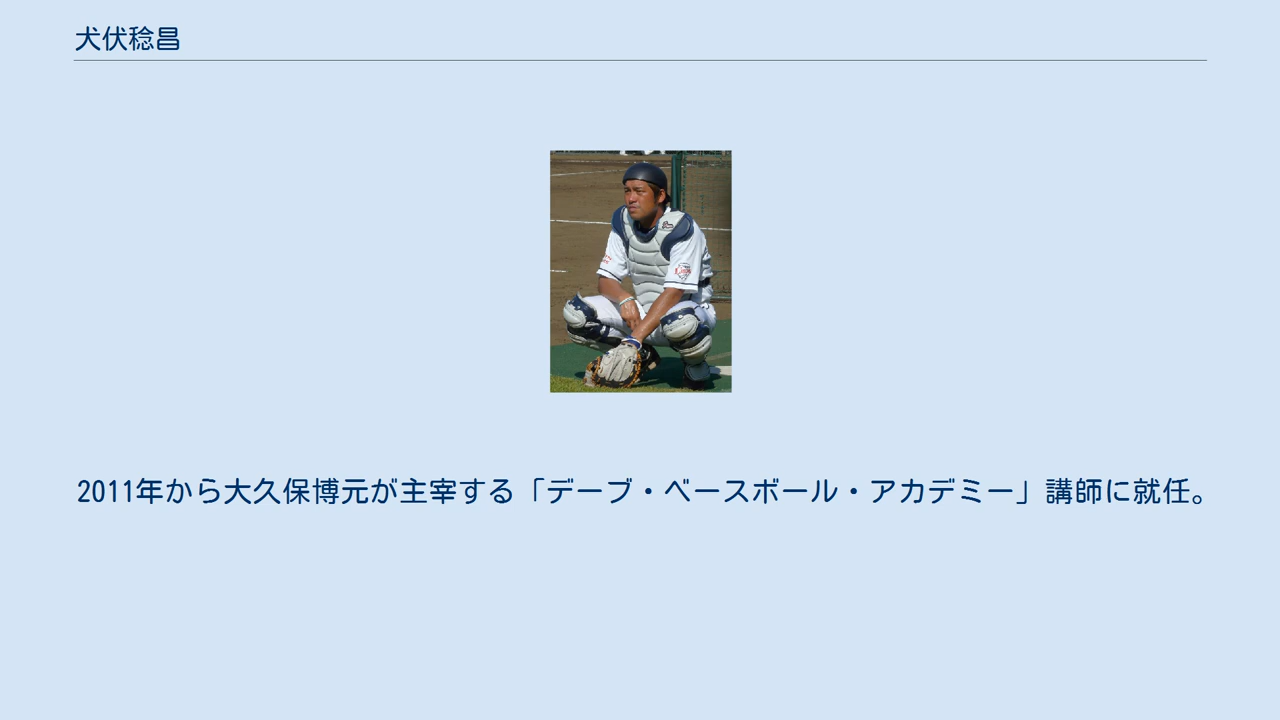 犬伏稔昌
2011年から大久保博元が主宰する「デーブ・ベースボール・アカデミー」講師に就任。